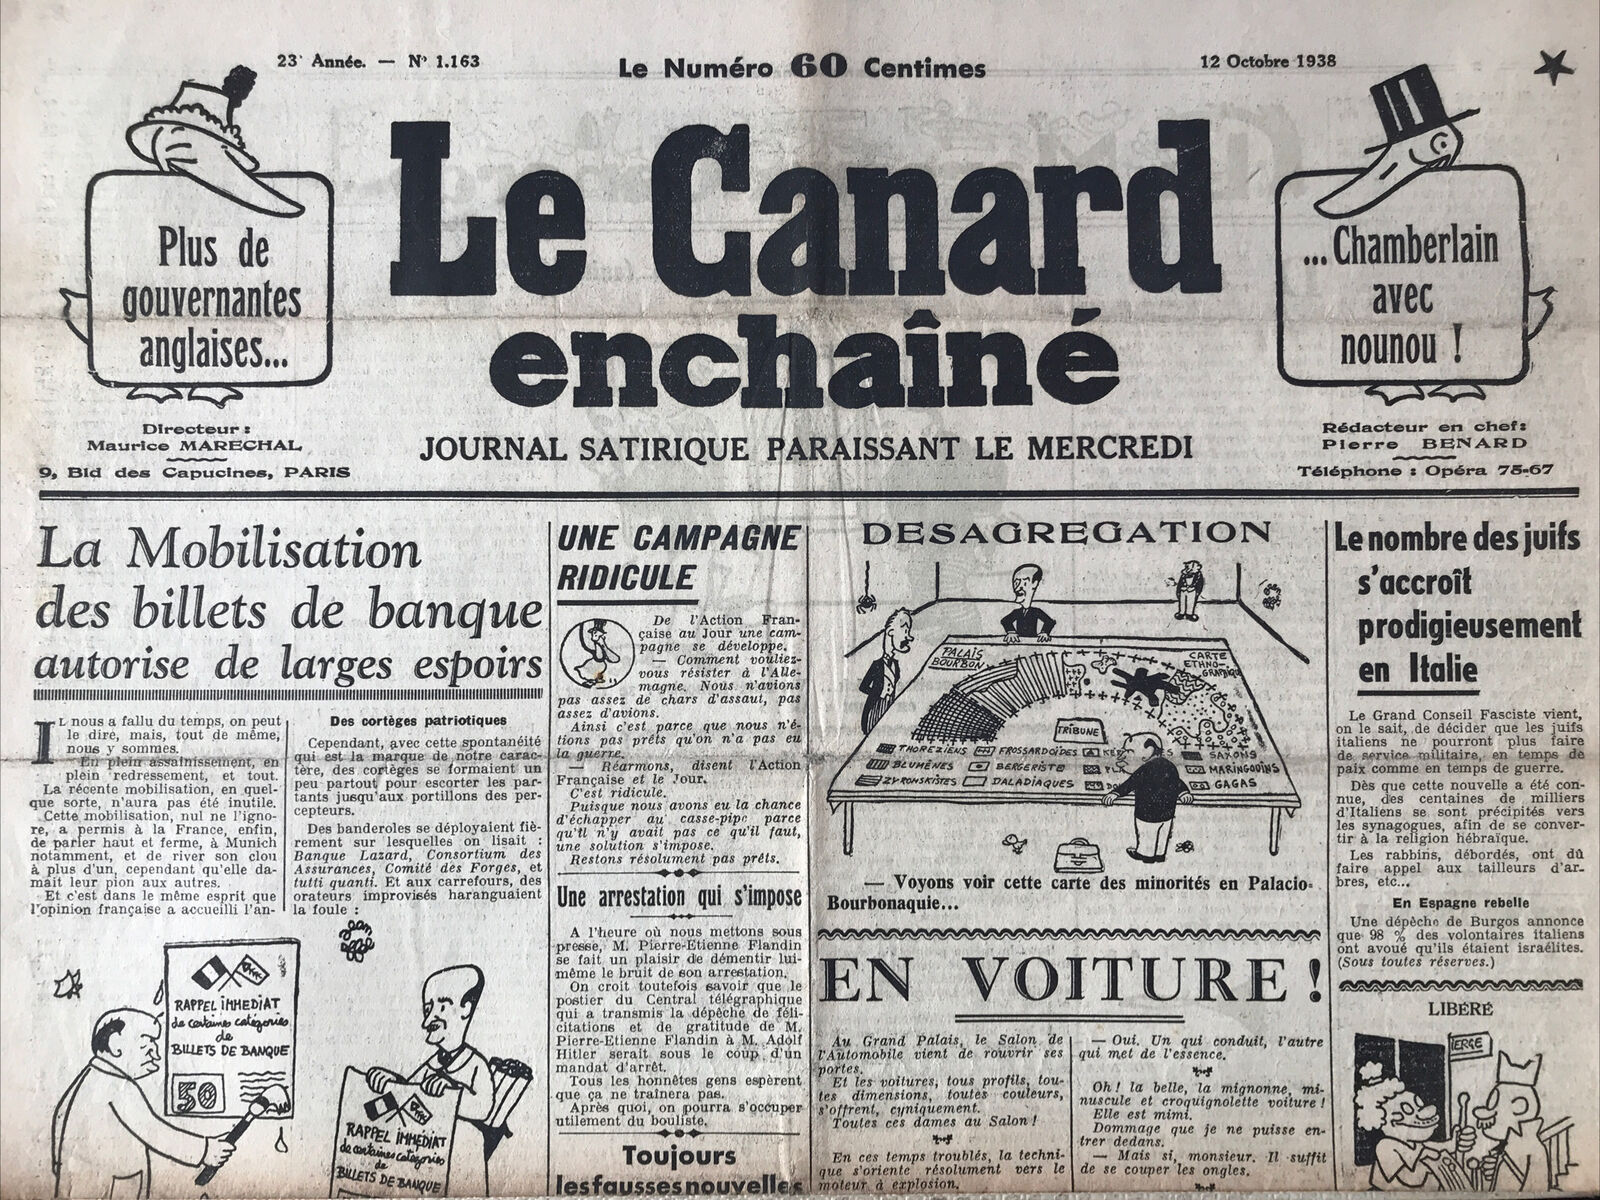 23ᵉ Année. — N° 1.163
Le Numéro 60 Centimes
12 Octobre 1938
Plus de
gouvernantes
anglaises...
Le Canard
enchaîné
...Chamberlain
avec
nounou !
Directeur :
Maurice MARECHAL
9, Bld des Capucines, PARIS
JOURNAL SATIRIQUE PARAISSANT LE MERCREDI
Rédacteur en chef :
Pierre BENARD
Téléphone : Opéra 75-67
La Mobilisation
des billets de banque
autorise de larges espoirs
IL nous a fallu du temps, on peut
le dire, mais, tout de même,
nous y sommes.
En plein assainissement, en
plein redressement, et tout.
La récente mobilisation, en quel-
que sorte, n'aura pas été inutile.
Cette mobilisation, nul ne l'igno-
re, a permis à la France, enfin,
de parler haut et ferme, à Munich
notamment, et de river son clou
à plus d'un, cependant qu'elle da-
mait leur pion aux autres.
Et c'est dans le même esprit que
l'opinion française a accueilli l'an-
Des cortèges patriotiques
Cependant, avec cette spontanéité
qui est la marque de notre carac-
tère, des cortèges se formaient un
peu partout pour escorter les par-
tants jusqu'aux portillons des per-
cepteurs.
Des banderoles se déployaient fiè-
rement sur lesquelles on lisait :
Banque Lazard, Consortium des
Assurances, Comité des Forges, et
tutti quanti. Et aux carrefours, des
orateurs improvisés haranguaient
la foule :
RAPPEL IMMÉDIAT
de certaines catégories
de
BILLETS DE BANQUE
50
RAPPEL IMMÉDIAT
de certaines catégories
de
BILLETS DE BANQUE
UNE CAMPAGNE
RIDICULE
De l'Action Fran-
çaise au Jour une cam-
pagne se développe.
— Comment vouliez-
vous résister à l'Alle-
magne. Nous n'avions
pas assez de chars d'assaut, pas
assez d'avions.
Ainsi c'est parce que nous n'é-
tions pas prêts qu'on n'a pas eu
la guerre.
Réarmons, disent l'Action
Française et le Jour.
C'est ridicule.
Puisque nous avons eu la chance
d'échapper au casse-pipe parce
qu'il n'y avait pas ce qu'il faut,
une solution s'impose.
Restons résolument pas prêts.
Une arrestation qui s'impose
A l'heure où nous mettons sous
presse, M. Pierre-Etienne Flandin
se fait un plaisir de démentir lui-
même le bruit de son arrestation.
On croit toutefois savoir que le
postier du Central télégraphique
qui a transmis la dépêche de féli-
citations et de gratitude de M.
Pierre-Etienne Flandin à M. Adolf
Hitler serait sous le coup d'un
mandat d'arrêt.
Tous les honnêtes gens espèrent
que ça ne traînera pas.
Après quoi, on pourra s'occuper
utilement du bouliste.
Toujours
les fausses nouvelles
DESAGREGATION
PALAIS
BOURBON
CARTE
ETHNO-
GRAPHIQUE
TRIBUNE
THOREZIENS
FROSSARDOÏDES
SAXONS
BLUMÈNES
BERGERISTE
MARINGOUINS
ZYROMSKISTES
DALADIAQUES
GAGAS
— Voyons voir cette carte des minorités en Palacio-
Bourbonaquie...
EN VOITURE !
Au Grand Palais, le Salon de
l'Automobile vient de rouvrir ses
portes.
Et les voitures, tous profils, tou-
tes dimensions, toutes couleurs,
s'offrent, cyniquement.
Toutes ces dames au Salon !
En ces temps troublés, la techni-
que s'oriente résolument vers le
moteur à explosion.
— Oui. Un qui conduit, l'autre
qui met de l'essence.
Oh ! la belle, la mignonne, mi-
nuscule et croquignolette voiture !
Elle est mimi.
Dommage que je ne puisse en-
trer dedans.
— Mais si, monsieur. Il suffit
de se couper les ongles.
Le nombre des juifs
s'accroît
prodigieusement
en Italie
Le Grand Conseil Fasciste vient,
on le sait, de décider que les juifs
italiens ne pourront plus faire
de service militaire, en temps de
paix comme en temps de guerre.
Dès que cette nouvelle a été con-
nue, des centaines de milliers
d'Italiens se sont précipités vers
les synagogues, afin de se conver-
tir à la religion hébraïque.
Les rabbins, débordés, ont dû
faire appel aux tailleurs d'ar-
bres, etc...
En Espagne rebelle
Une dépêche de Burgos annonce
que 98 % des volontaires italiens
ont avoué qu'ils étaient israélites.
(Sous toutes réserves.)
LIBÉRÉ